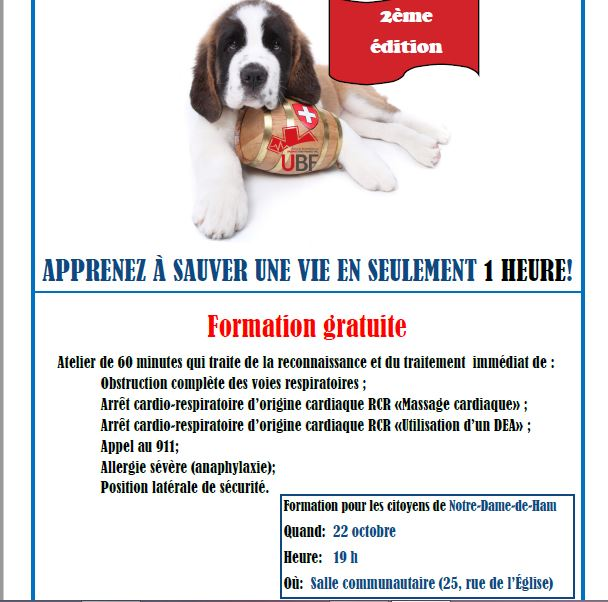 2ème
édition
UBF
APPRENEZ À SAUVER UNE VIE EN SEULEMENT 1 HEURE!
Formation gratuite
Atelier de 60 minutes qui traite de la reconnaissance et du traitement immédiat de :
Obstruction complète des voies respiratoires ;
Arrêt cardio-respiratoire d’origine cardiaque RCR «Massage cardiaque» ;
Arrêt cardio-respiratoire d’origine cardiaque RCR «Utilisation d’un DEA» ;
Appel au 911;
Allergie sévère (anaphylaxie);
Position latérale de sécurité.
Formation pour les citoyens de Notre-Dame-de-Ham
Quand: 22 octobre
Heure: 19 h
Où: Salle communautaire (25, rue de l’Église)